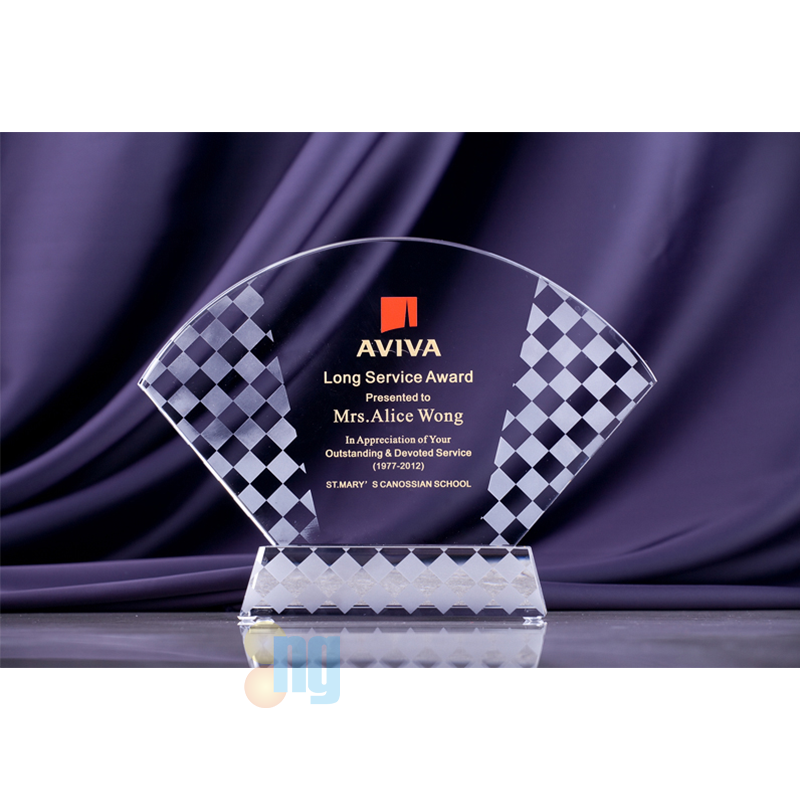 AVIVA
Long Service Award
Presented to
Mrs.Alice Wong
In Appreciation of Your
Outstanding & Devoted Service
(1977-2012)
ST.MARY’ S CANOSSIAN SCHOOL
ng